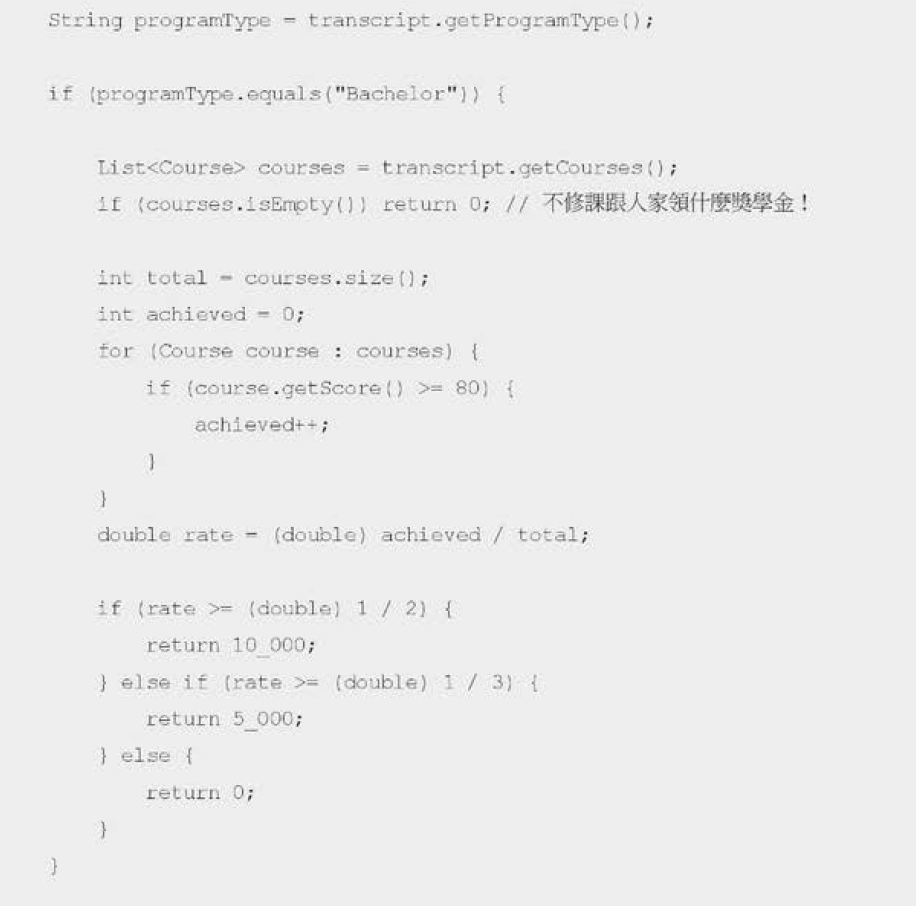 String programType = transcript.getProgramType();
if (programType.equals("Bachelor")) {
List<Course> courses = transcript.getCourses();
if (courses.isEmpty()) return 0; // 不修課跟人家領什麼獎學金！
int total = courses.size();
int achieved = 0;
for (Course course : courses) {
if (course.getScore() >= 80) {
achieved++;
}
}
double rate = (double) achieved / total;
if (rate >= (double) 1 / 2) {
return 10_000;
} else if (rate >= (double) 1 / 3) {
return 5_000;
} else {
return 0;
}
}